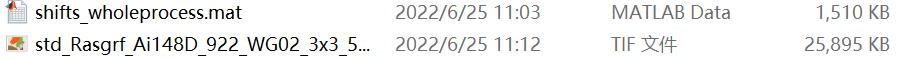 shifts_wholeprocess.mat 2022/6/25 11:03 MATLAB Data 1,510 KB
std_Rasgrf_Ai148D_922_WG02_3x3_5... 2022/6/25 11:12 TIF 文件 25,895 KB